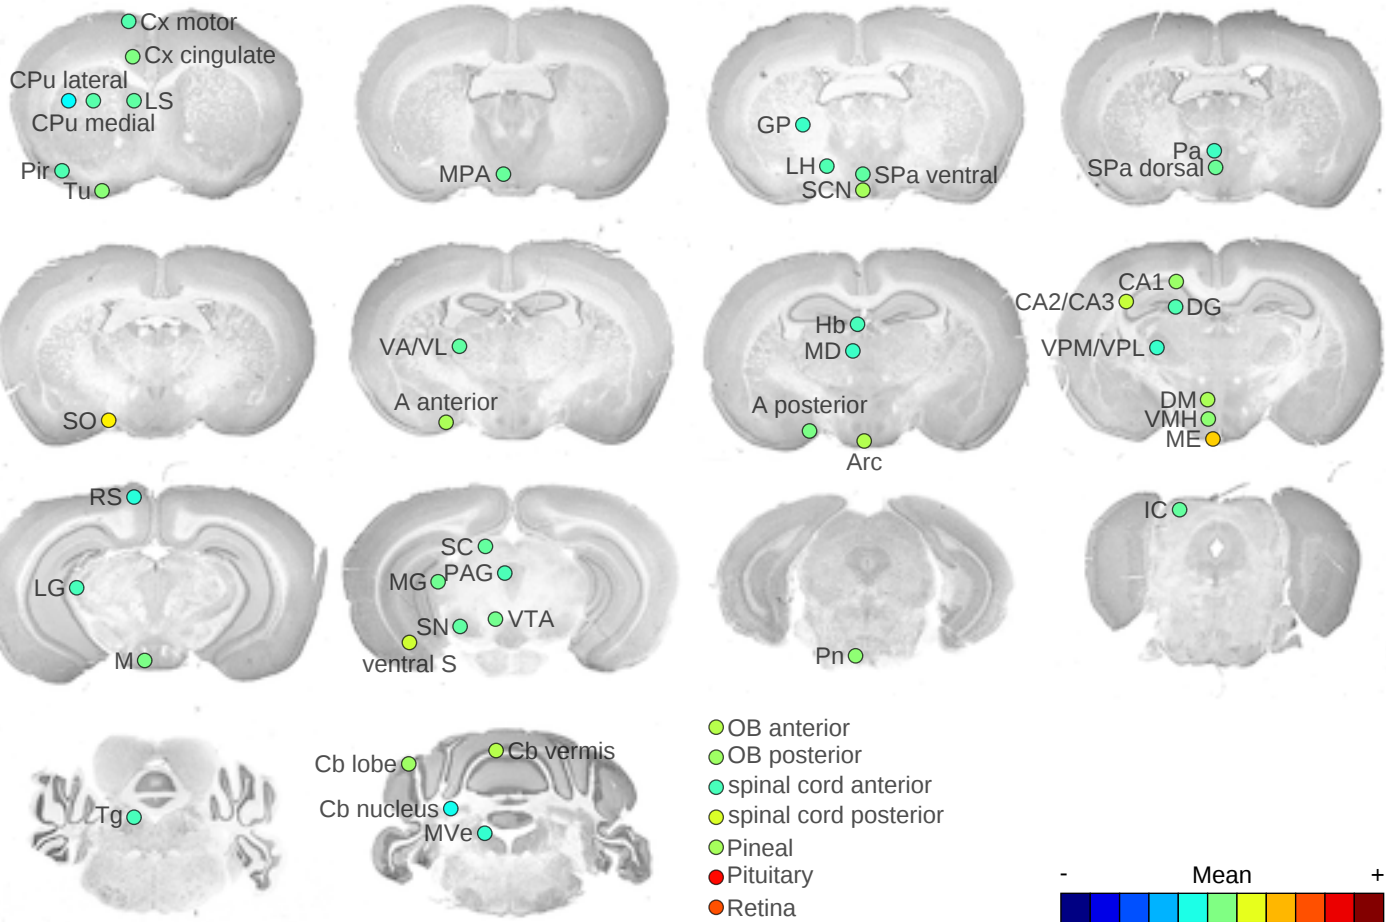 Cx motor
Cx cingulate
CPu lateral
LS
CPu medial
Pir
Tu
MPA
GP
LH
SPa ventral
SCN
Pa
SPa dorsal
SO
VA/VL
A anterior
Hb
MD
A posterior
Arc
CA1
CA2/CA3
DG
VPM/VPL
DM
VMH
ME
RS
LG
M
SC
MG
PAG
SN
VTA
ventral S
Pn
IC
Tg
Cb lobe
Cb vermis
Cb nucleus
MVe
OB anterior
OB posterior
spinal cord anterior
spinal cord posterior
Pineal
Pituitary
Retina
- Mean +